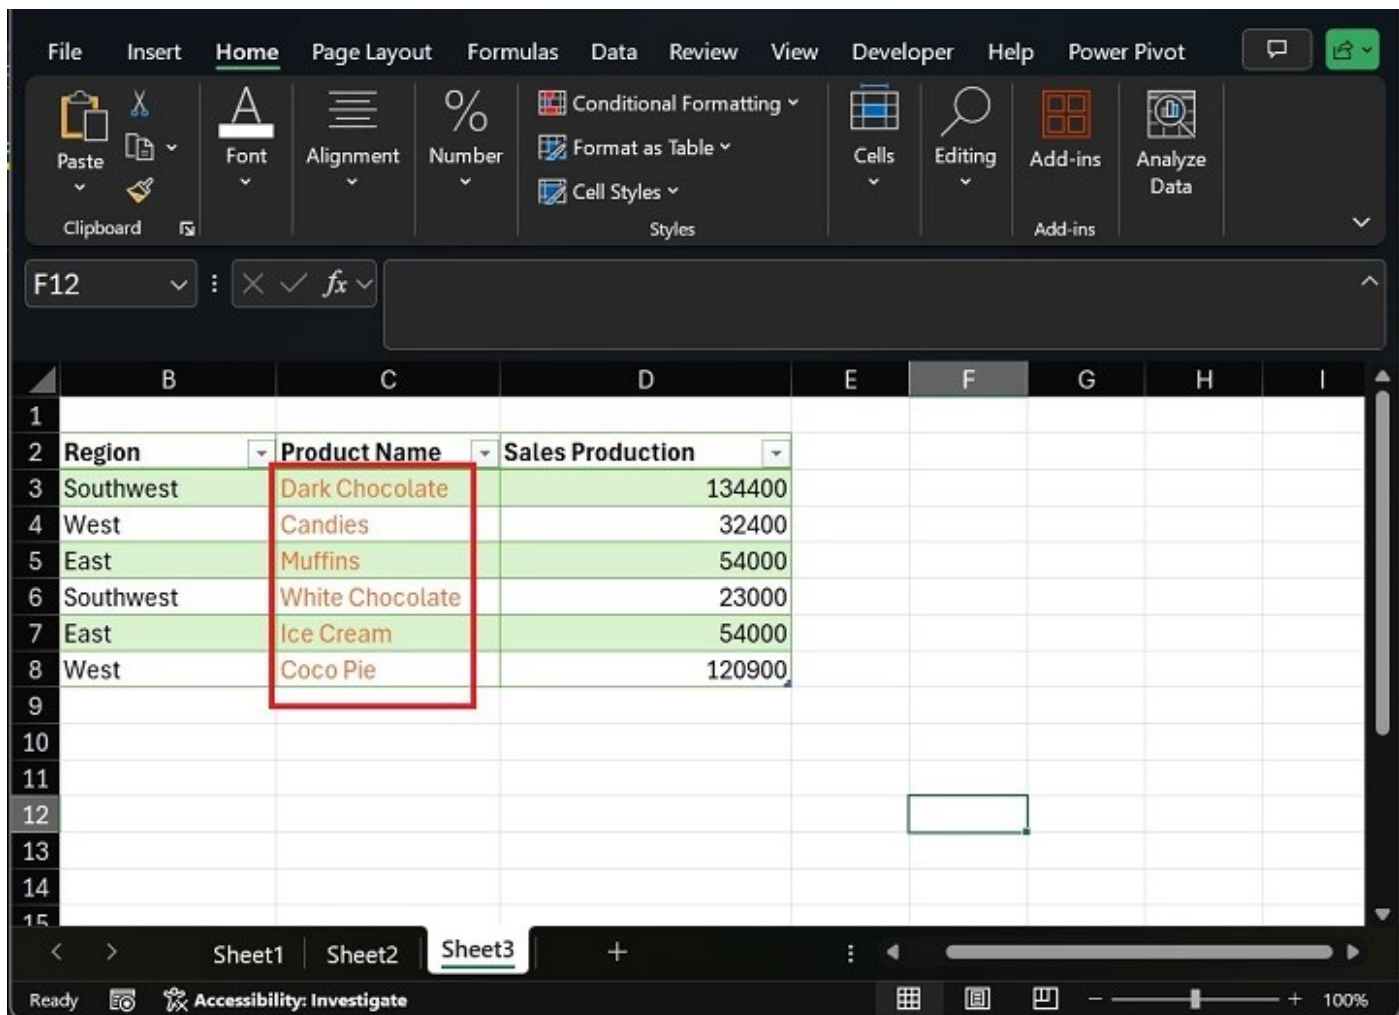 File Insert Home Page Layout Formulas Data Review View Developer Help Power Pivot
Paste Font Alignment Number Conditional Formatting Format as Table Cell Styles Cells Editing Add-ins Analyze Data
Clipboard Styles Add-ins
F12 fx
B C D E F G H I
1
2 Region Product Name Sales Production
3 Southwest Dark Chocolate 134400
4 West Candies 32400
5 East Muffins 54000
6 Southwest White Chocolate 23000
7 East Ice Cream 54000
8 West Coco Pie 120900
9
10
11
12
13
14
15
Sheet1 Sheet2 Sheet3
Ready Accessibility: Investigate 100%